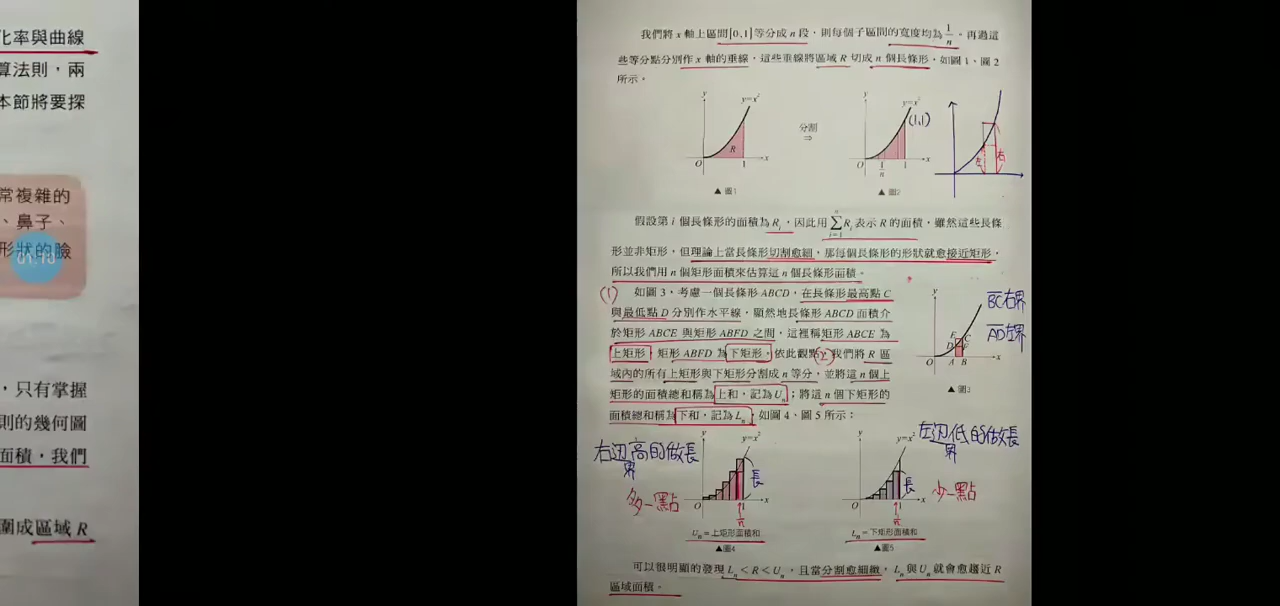 化率與曲線
算法則，兩
本節將要探
常複雜的
、鼻子、
形狀的臉
01:10
，只有掌握
則的幾何圖
面積，我們
圍成區域 R
我們將 x 軸上區間[0,1]等分成 n 段，則每個子區間的寬度均為 1/n。再過這
些等分點分別作 x 軸的垂線，這些垂線將區域 R 切成 n 個長條形，如圖 1、圖 2
所示。
y y=x² R O 1 x
▲圖1
分割
⇒
y y=x² (1,1) O 1/n 1 x
▲圖2
左 右
假設第 i 個長條形的面積為 Rᵢ，因此用 ∑ᵢ₌₁ⁿ Rᵢ 表示 R 的面積，雖然這些長條
形並非矩形，但理論上當長條形切割愈細，那每個長條形的形狀就愈接近矩形，
所以我們用 n 個矩形面積來估算這 n 個長條形面積。
(1) 如圖 3，考慮一個長條形 ABCD，在長條形最高點 C
與最低點 D 分別作水平線，顯然地長條形 ABCD 面積介
於矩形 ABCE 與矩形 ABFD 之間，這裡稱矩形 ABCE 為
上矩形，矩形 ABFD 為下矩形，依此觀點，(2)我們將 R 區
域內的所有上矩形與下矩形分割成 n 等分，並將這 n 個上
矩形的面積總和稱為上和，記為 Uₙ；將這 n 個下矩形的
面積總和稱為下和，記為 Lₙ，如圖 4、圖 5 所示：
y E C D F O A B x
BC右界
AD左界
▲圖3
右边高的做長
界
多一點
y y=x² 長 O 1 x
1/n
Uₙ=上矩形面積和
▲圖4
左边低的做長
界
少一點
y y=x² 長 O 1 x
1/n
Lₙ=下矩形面積和
▲圖5
可以很明顯的發現 Lₙ<R<Uₙ，且當分割愈細緻，Lₙ 與 Uₙ 就會愈趨近 R
區域面積。